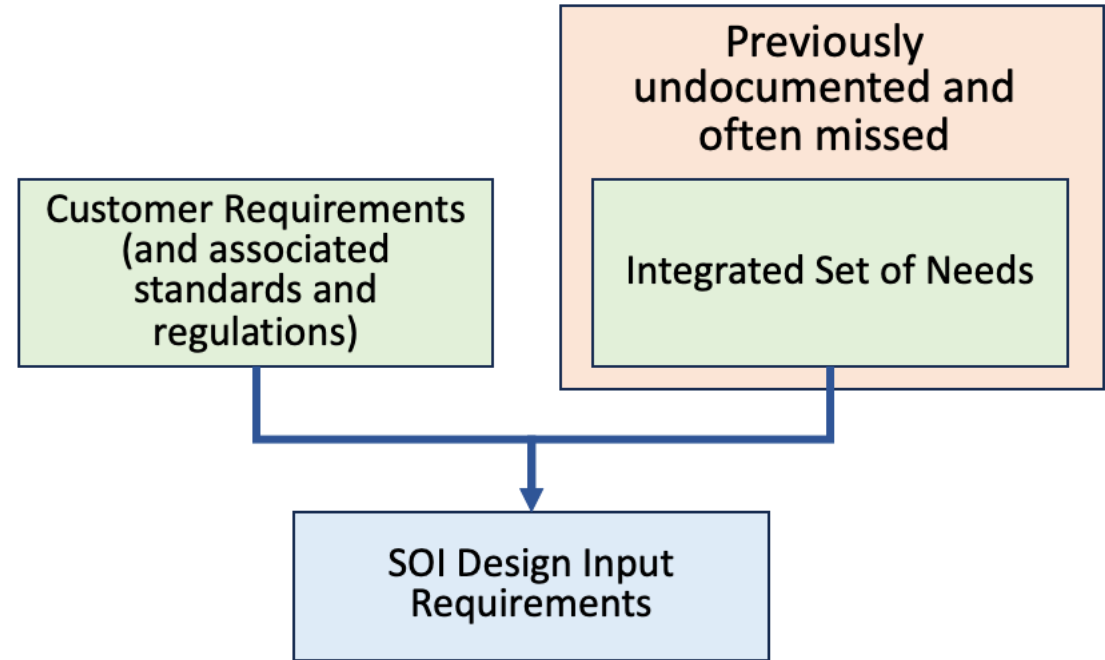 Previously
undocumented and
often missed
Customer Requirements
(and associated
standards and
regulations)
Integrated Set of Needs
SOI Design Input
Requirements